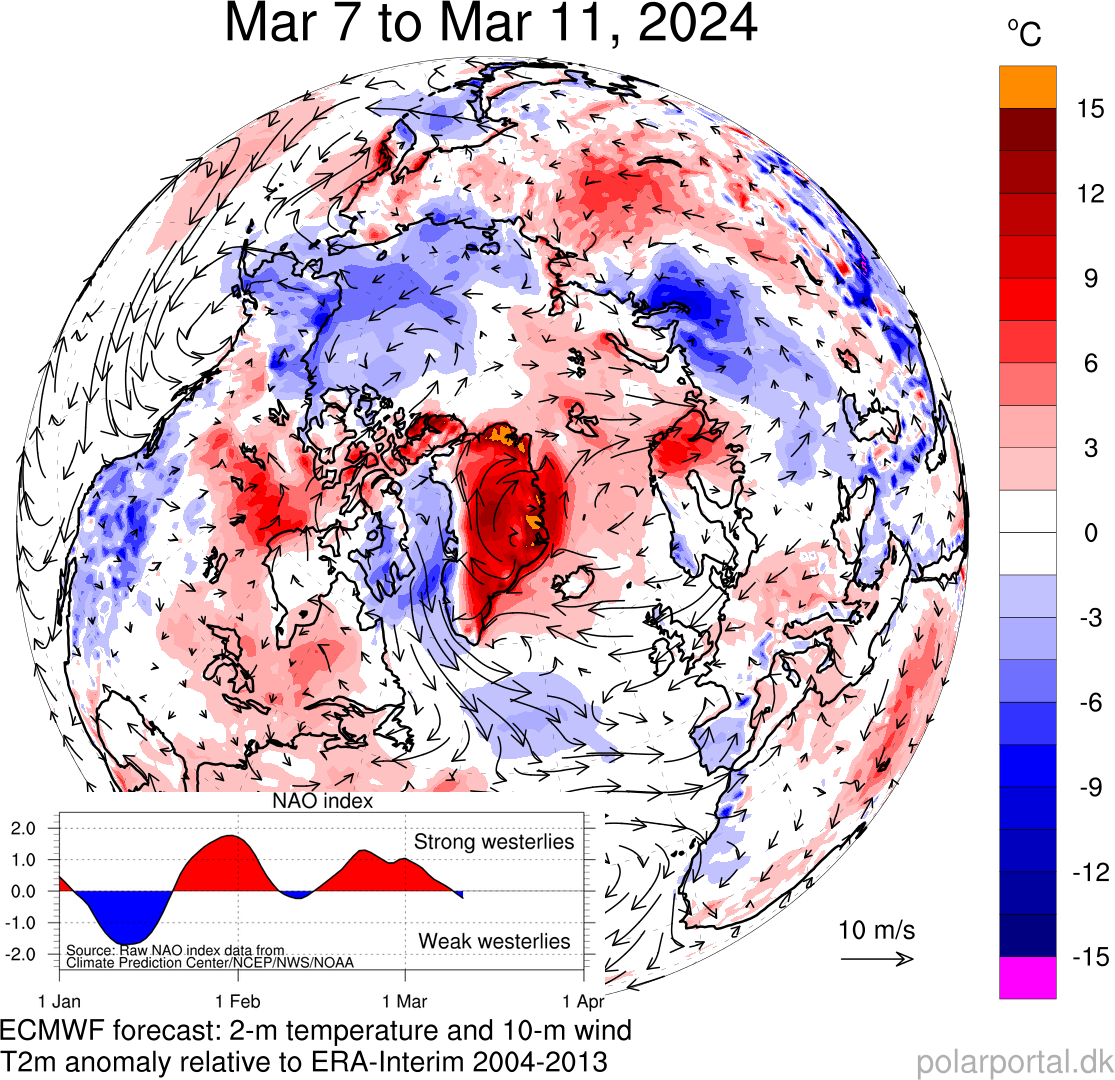 Mar 7 to Mar 11, 2024
°C
15
12
9
6
3
0
-3
-6
-9
-12
-15
10 m/s
NAO index
2.0
1.0
0.0
-1.0
-2.0
Strong westerlies
Weak westerlies
Source: Raw NAO index data from
Climate Prediction Center/NCEP/NWS/NOAA
1 Jan
1 Feb
1 Mar
1 Apr
ECMWF forecast: 2-m temperature and 10-m wind
T2m anomaly relative to ERA-Interim 2004-2013
polarportal.dk